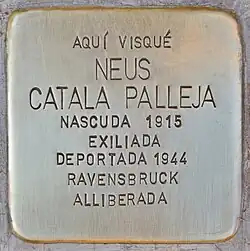 AQUÍ VISQUÉ
NEUS
CATALA PALLEJA
NASCUDA 1915
EXILIADA
DEPORTADA 1944
RAVENSBRUCK
ALLIBERADA